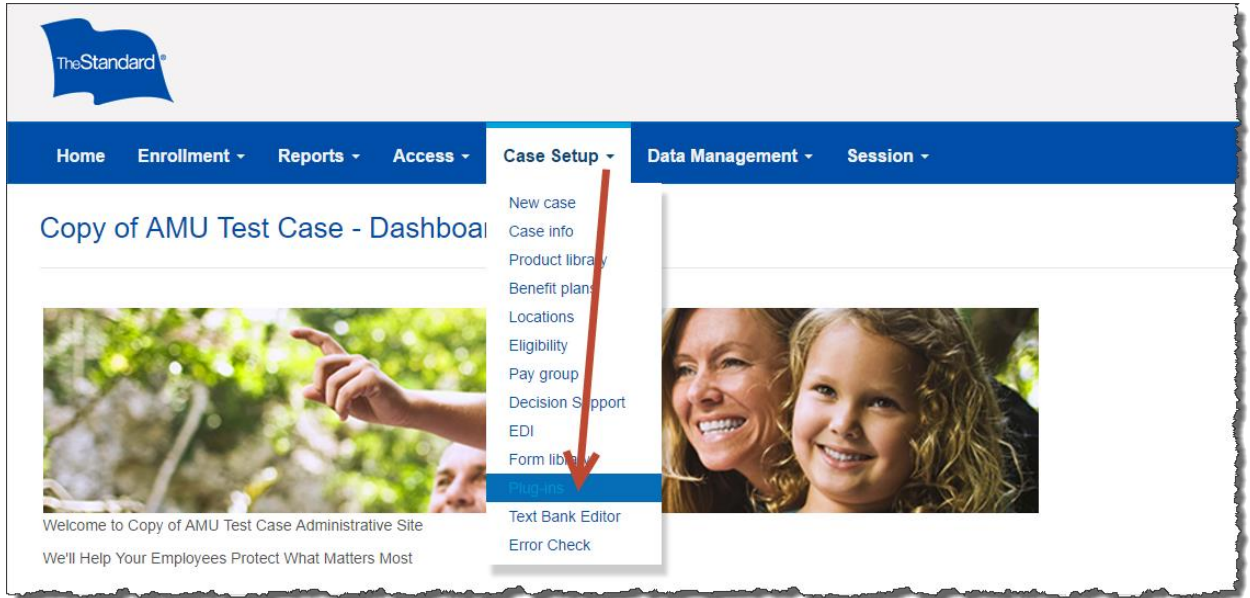 TheStandard®
Home Enrollment Reports Access Case Setup Data Management Session
New case
Copy of AMU Test Case - Dashboar
Case info
Product library
Benefit plans
Locations
Eligibility
Pay group
Decision Support
EDI
Form library
Plug-ins
Text Bank Editor
Error Check
Welcome to Copy of AMU Test Case Administrative Site
We'll Help Your Employees Protect What Matters Most